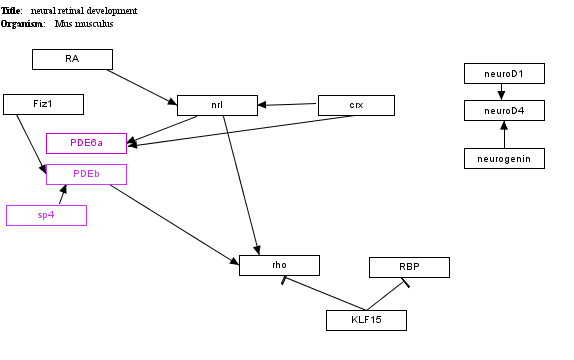 Title: neural retinal development
Organism: Mus musculus
RA
neuroD1
Fiz1
nrl
crx
neuroD4
PDE6a
neurogenin
PDEb
sp4
rho
RBP
KLF15